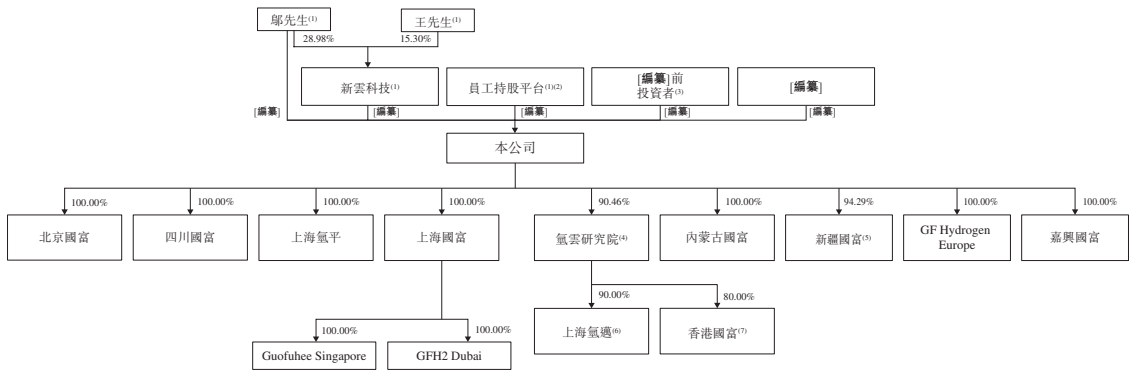 鄔先生(1)
王先生(1)
28.98%
15.30%
新雲科技(1)
員工持股平台(1)(2)
[編纂]前
投資者(3)
[編纂]
[編纂]
[編纂]
[編纂]
[編纂]
[編纂]
本公司
100.00%
100.00%
100.00%
100.00%
90.46%
100.00%
94.29%
100.00%
100.00%
北京國富
四川國富
上海氫平
上海國富
氫雲研究院(4)
內蒙古國富
新疆國富(5)
GF Hydrogen
Europe
嘉興國富
90.00%
80.00%
上海氫邁(6)
香港國富(7)
100.00%
100.00%
Guofuhee Singapore
GFH2 Dubai